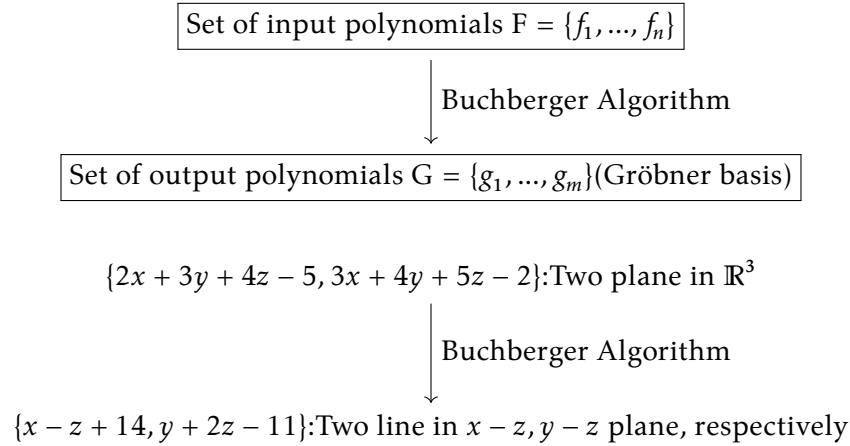 Set of input polynomials F = {f₁, ..., fₙ}
Buchberger Algorithm
Set of output polynomials G = {g₁, ..., gₘ}(Gröbner basis)
{2x + 3y + 4z − 5, 3x + 4y + 5z − 2}:Two plane in ℝ³
Buchberger Algorithm
{x − z + 14, y + 2z − 11}:Two line in x − z, y − z plane, respectively